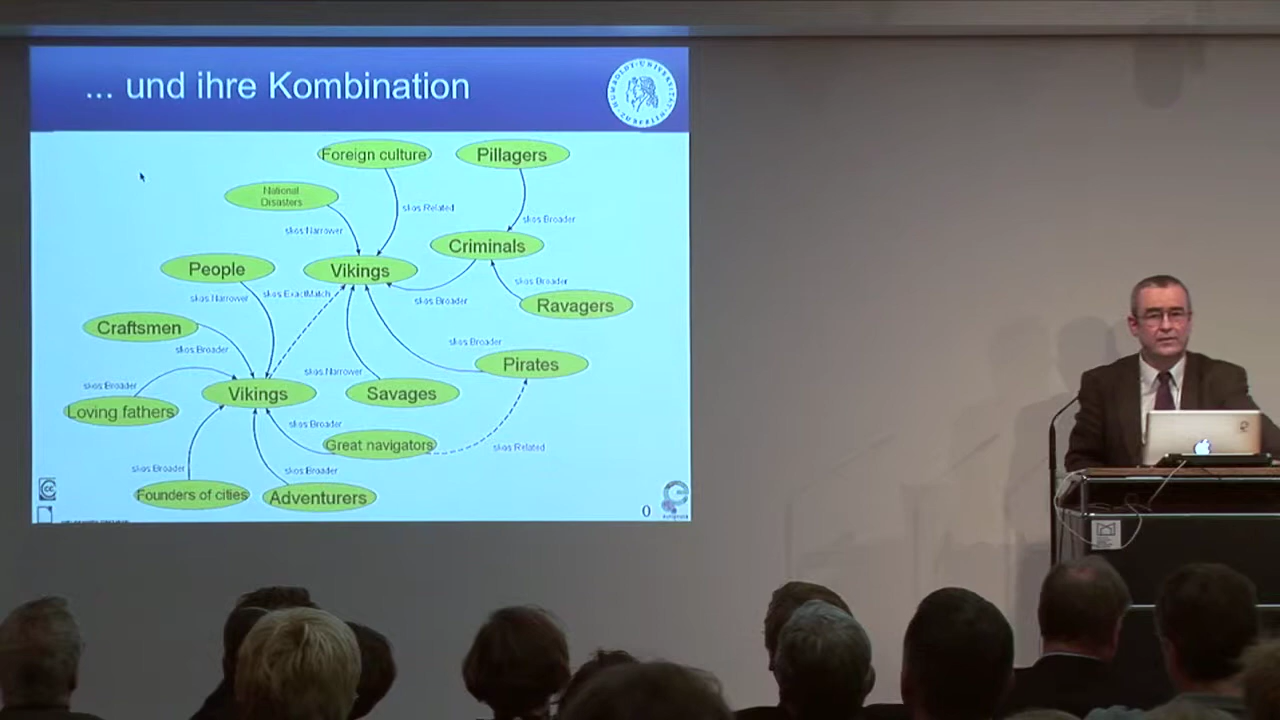 ... und ihre Kombination
Foreign culture
Pillagers
National
Disasters
skos:Related
skos:Broader
skos:Narrower
Criminals
People
Vikings
skos:Broader
skos:Narrower
skos:ExactMatch
skos:Broader
Ravagers
Craftsmen
skos:Broader
skos:Broader
Pirates
skos:Narrower
skos:Broader
Vikings
Savages
Loving fathers
skos:Broader
Great navigators
skos:Related
skos:Broader
skos:Broader
Founders of cities
Adventurers
cc
0